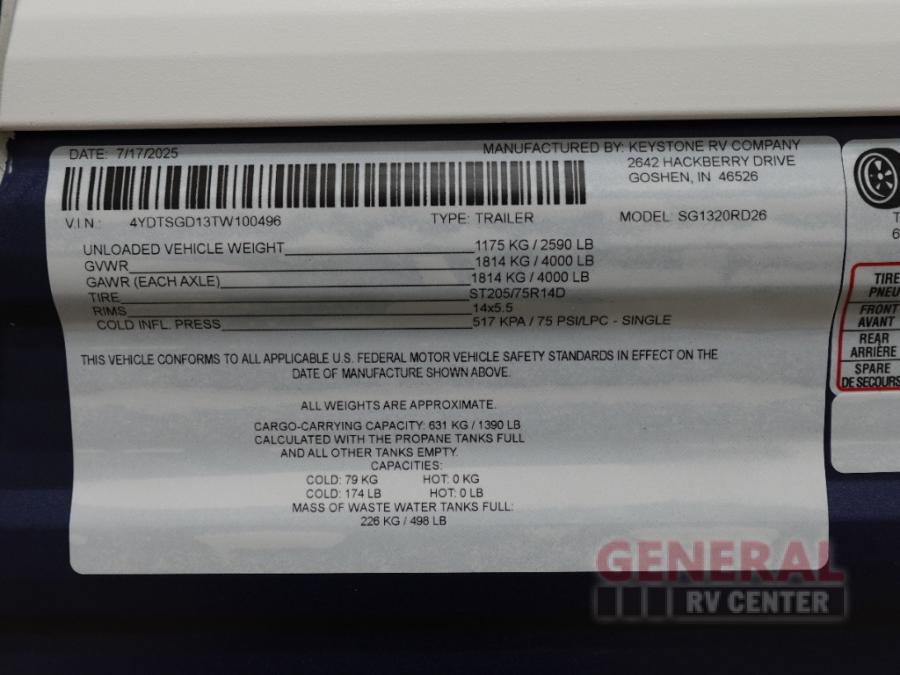 DATE: 7/17/2025 MANUFACTURED BY: KEYSTONE RV COMPANY
2642 HACKBERRY DRIVE
GOSHEN, IN 46526
V.I.N: 4YDTSGD13TW100496 TYPE: TRAILER MODEL: SG1320RD26
UNLOADED VEHICLE WEIGHT 1175 KG / 2590 LB
GVWR 1814 KG / 4000 LB
GAWR (EACH AXLE) 1814 KG / 4000 LB
TIRE ST205/75R14D
RIMS 14x5.5
COLD INFL. PRESS 517 KPA / 75 PSI/LPC - SINGLE
THIS VEHICLE CONFORMS TO ALL APPLICABLE U.S. FEDERAL MOTOR VEHICLE SAFETY STANDARDS IN EFFECT ON THE
DATE OF MANUFACTURE SHOWN ABOVE.
ALL WEIGHTS ARE APPROXIMATE.
CARGO-CARRYING CAPACITY: 631 KG / 1390 LB
CALCULATED WITH THE PROPANE TANKS FULL
AND ALL OTHER TANKS EMPTY.
CAPACITIES:
COLD: 79 KG HOT: 0 KG
COLD: 174 LB HOT: 0 LB
MASS OF WASTE WATER TANKS FULL:
226 KG / 498 LB
TIRE
PNEU
FRONT
AVANT
REAR
ARRIÈRE
SPARE
DE SECOURS
GENERAL
RV CENTER